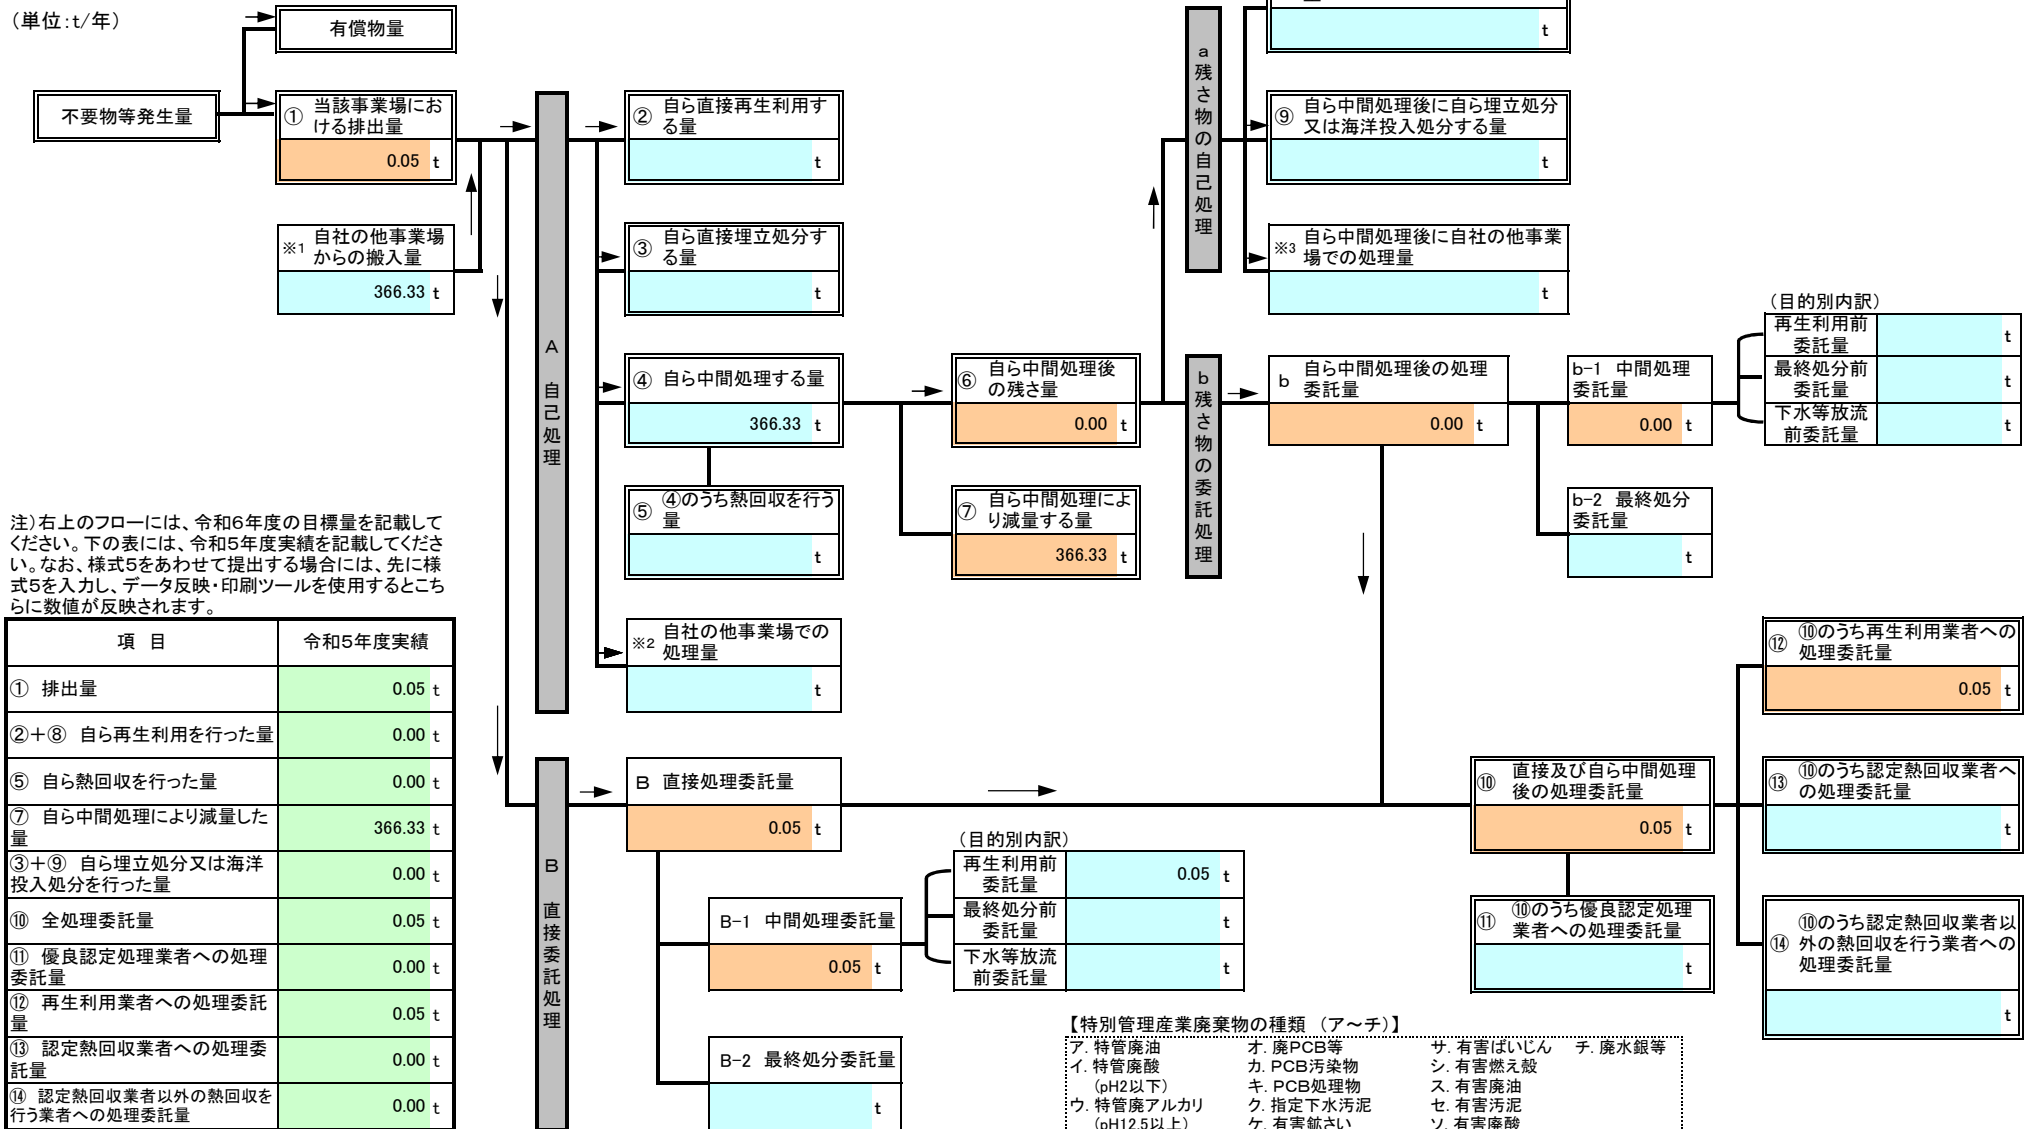 （単位：t/年）
有償物量
不要物等発生量
① 当該事業場にお
ける排出量
0.05 t
※1 自社の他事業場
からの搬入量
366.33 t
A 自己処理
② 自ら直接再生利用す
る量
t
③ 自ら直接埋立処分す
る量
t
④ 自ら中間処理する量
366.33 t
⑤ ④のうち熱回収を行う
量
t
※2 自社の他事業場での
処理量
t
⑥ 自ら中間処理後
の残さ量
0.00 t
⑦ 自ら中間処理によ
り減量する量
366.33 t
a 残さ物の自己処理
t
⑨ 自ら中間処理後に自ら埋立処分
又は海洋投入処分する量
t
※3 自ら中間処理後に自社の他事業
場での処理量
t
b 残さ物の委託処理
b 自ら中間処理後の処理
委託量
0.00 t
b-1 中間処理
委託量
0.00 t
（目的別内訳）
再生利用前
委託量
t
最終処分前
委託量
t
下水等放流
前委託量
t
b-2 最終処分
委託量
t
注）右上のフローには、令和６年度の目標量を記載して
ください。下の表には、令和５年度実績を記載してくださ
い。なお、様式５をあわせて提出する場合には、先に様
式５を入力し、データ反映・印刷ツールを使用するとこち
らに数値が反映されます。
項 目 令和５年度実績
① 排出量 0.05 t
②＋⑧ 自ら再生利用を行った量 0.00 t
⑤ 自ら熱回収を行った量 0.00 t
⑦ 自ら中間処理により減量した
量 366.33 t
③＋⑨ 自ら埋立処分又は海洋
投入処分を行った量 0.00 t
⑩ 全処理委託量 0.05 t
⑪ 優良認定処理業者への処理
委託量 0.00 t
⑫ 再生利用業者への処理委託
量 0.05 t
⑬ 認定熱回収業者への処理委
託量 0.00 t
⑭ 認定熱回収業者以外の熱回収を
行う業者への処理委託量 0.00 t
B 直接委託処理
B 直接処理委託量
0.05 t
B-1 中間処理委託量
0.05 t
（目的別内訳）
再生利用前
委託量
0.05 t
最終処分前
委託量
t
下水等放流
前委託量
t
B-2 最終処分委託量
t
⑩ 直接及び自ら中間処理
後の処理委託量
0.05 t
⑪ ⑩のうち優良認定処理
業者への処理委託量
t
⑫ ⑩のうち再生利用業者への
処理委託量
0.05 t
⑬ ⑩のうち認定熱回収業者へ
の処理委託量
t
⑭ ⑩のうち認定熱回収業者以
外の熱回収を行う業者への
処理委託量
t
【特別管理産業廃棄物の種類 （ア～チ）】
ア．特管廃油 オ．廃PCB等 サ．有害ばいじん チ．廃水銀等
イ．特管廃酸 カ．PCB汚染物 シ．有害燃え殻
（pH2以下） キ．PCB処理物 ス．有害廃油
ウ．特管廃アルカリ ク．指定下水汚泥 セ．有害汚泥
（pH12.5以上） ケ．有害鉱さい ソ．有害廃酸